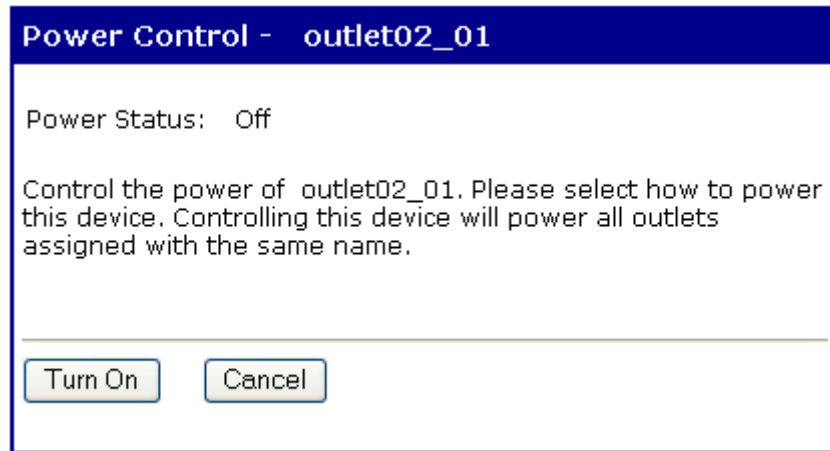 Power Control - outlet02_01
Power Status: Off
Control the power of outlet02_01. Please select how to power
this device. Controlling this device will power all outlets
assigned with the same name.
Turn On Cancel